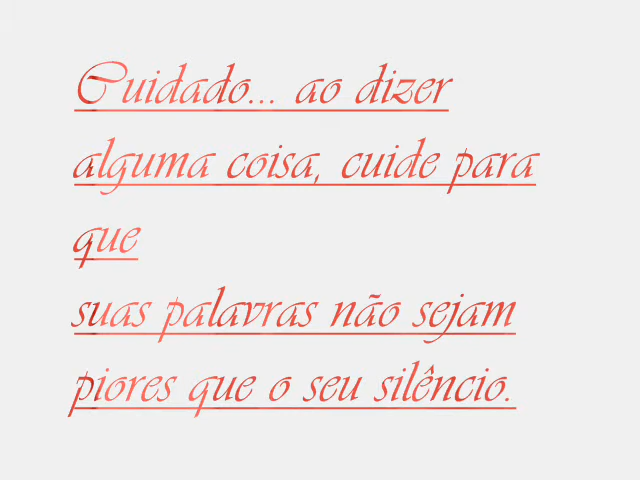 Cuidado... ao dizer
alguma coisa, cuide para
que
suas palavras não sejam
piores que o seu silêncio.